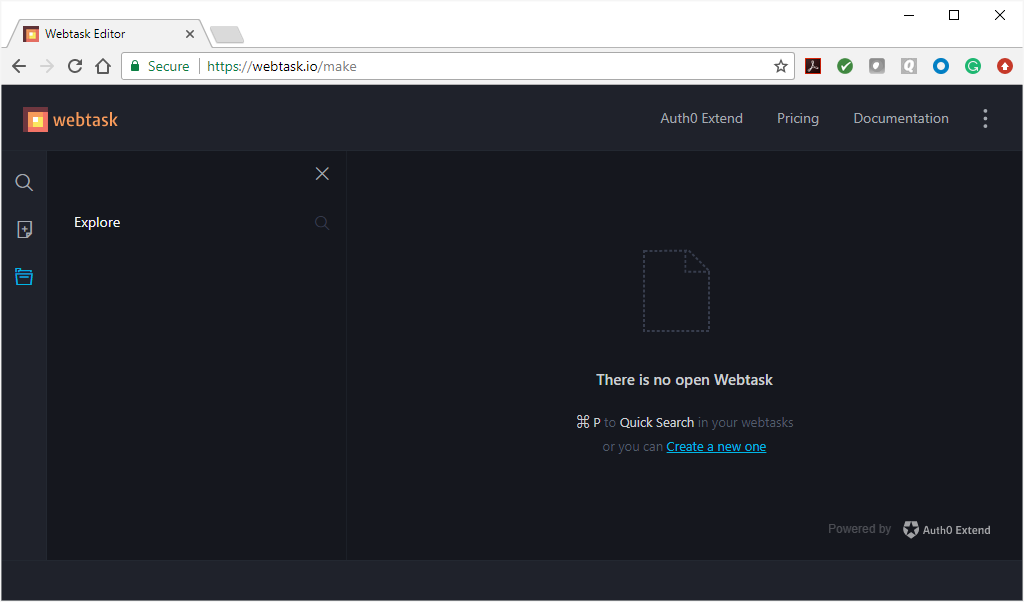 Webtask Editor
Secure https://webtask.io/make
webtask
Auth0 Extend Pricing Documentation
Explore
There is no open Webtask
⌘ P to Quick Search in your webtasks
or you can Create a new one
Powered by Auth0 Extend